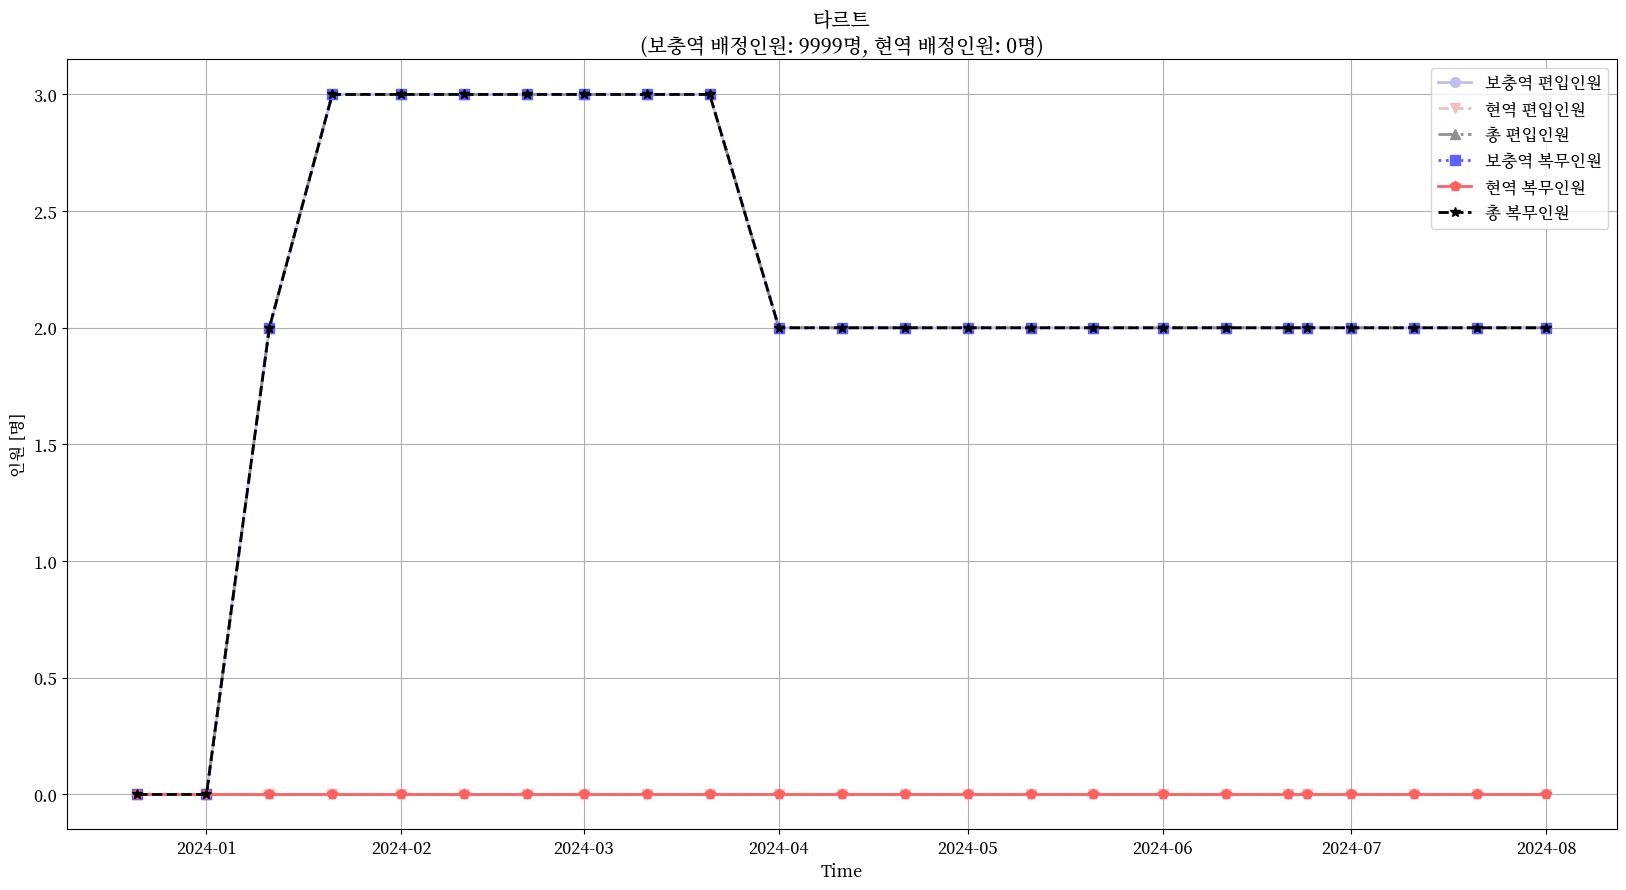 타르트
(보충역 배정인원: 9999명, 현역 배정인원: 0명)
보충역 편입인원
현역 편입인원
총 편입인원
보충역 복무인원
현역 복무인원
총 복무인원
3.0
2.5
2.0
1.5
1.0
0.5
0.0
인원 [명]
2024-01 2024-02 2024-03 2024-04 2024-05 2024-06 2024-07 2024-08
Time